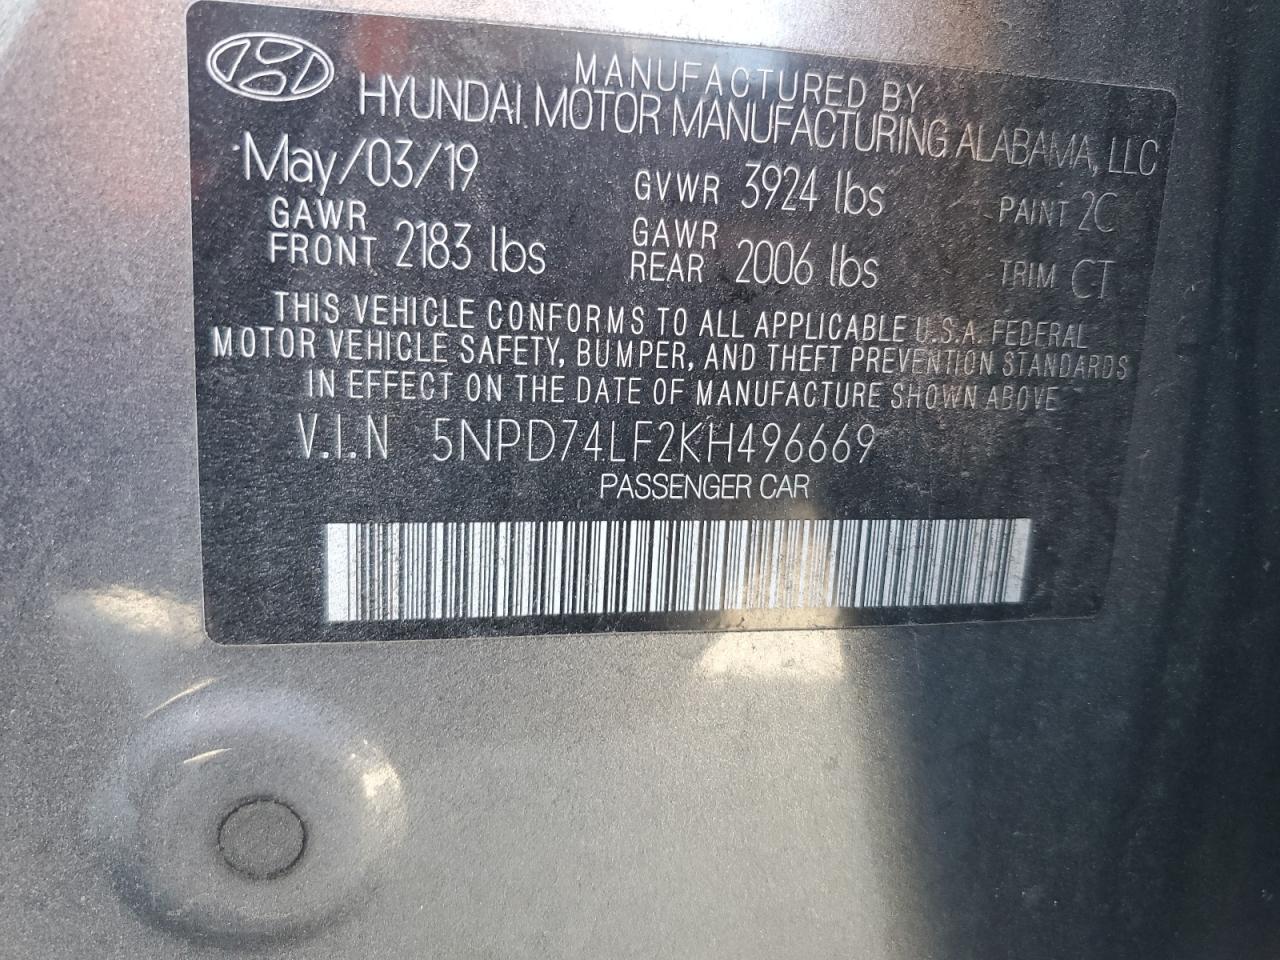 MANUFACTURED BY
HYUNDAI MOTOR MANUFACTURING ALABAMA, LLC
May/03/19 GVWR 3924 lbs PAINT 2C
GAWR FRONT 2183 lbs GAWR REAR 2006 lbs TRIM CT
THIS VEHICLE CONFORMS TO ALL APPLICABLE U.S.A. FEDERAL
MOTOR VEHICLE SAFETY, BUMPER, AND THEFT PREVENTION STANDARDS
IN EFFECT ON THE DATE OF MANUFACTURE SHOWN ABOVE
V.I.N 5NPD74LF2KH496669
PASSENGER CAR